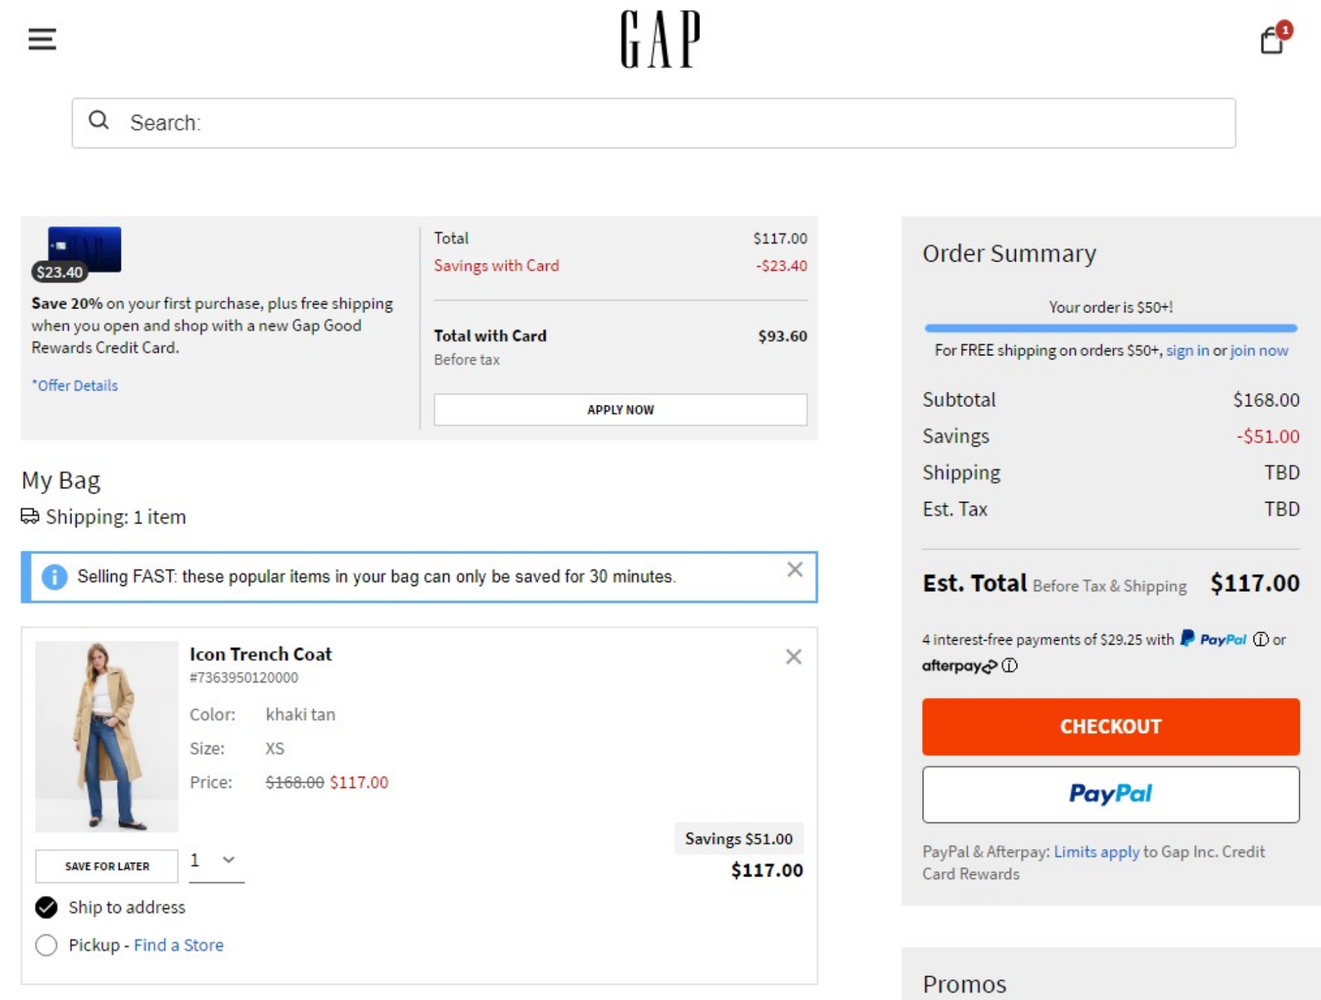 GAP
1
Search:
GAP
$23.40
Save 20% on your first purchase, plus free shipping
when you open and shop with a new Gap Good
Rewards Credit Card.
*Offer Details
Total $117.00
Savings with Card -$23.40
Total with Card $93.60
Before tax
APPLY NOW
My Bag
Shipping: 1 item
Selling FAST: these popular items in your bag can only be saved for 30 minutes.
Icon Trench Coat
#7363950120000
Color: khaki tan
Size: XS
Price: $168.00 $117.00
Savings $51.00
$117.00
SAVE FOR LATER 1
Ship to address
Pickup - Find a Store
Order Summary
Your order is $50+!
For FREE shipping on orders $50+, sign in or join now
Subtotal $168.00
Savings -$51.00
Shipping TBD
Est. Tax TBD
Est. Total Before Tax & Shipping $117.00
4 interest-free payments of $29.25 with PayPal or
afterpay
CHECKOUT
PayPal
PayPal & Afterpay: Limits apply to Gap Inc. Credit
Card Rewards
Promos